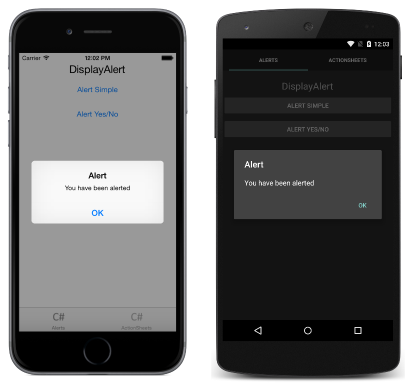 Carrier 12:02 PM
DisplayAlert
Alert Simple
Alert Yes/No
Alert
You have been alerted
OK
C# C#
Alerts ActionSheets
12:03
ALERTS ACTIONSHEETS
DisplayAlert
ALERT SIMPLE
ALERT YES/NO
Alert
You have been alerted
OK